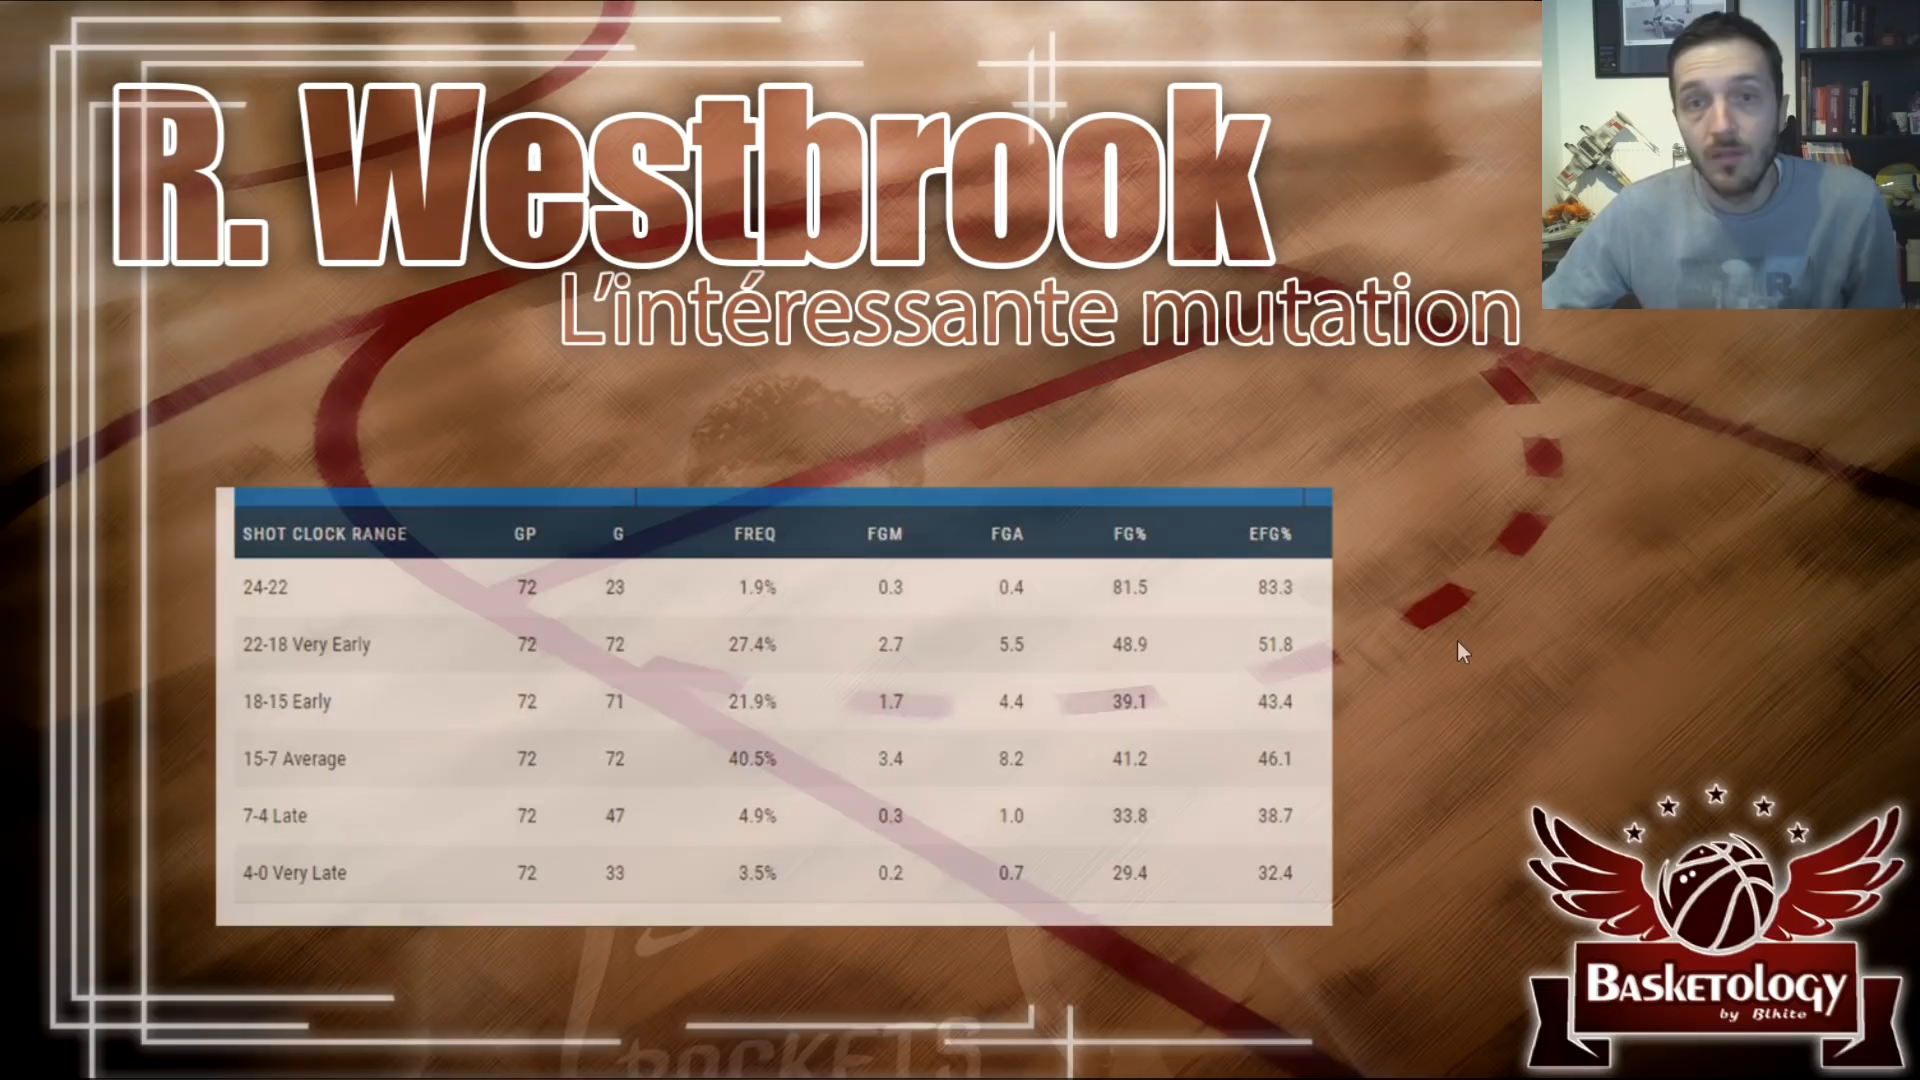 R. Westbrook
L'intéressante mutation
SHOT CLOCK RANGE GP G FREQ FGM FGA FG% EFG%
24-22 72 23 1.9% 0.3 0.4 81.5 83.3
22-18 Very Early 72 72 27.4% 2.7 5.5 48.9 51.8
18-15 Early 72 71 21.9% 1.7 4.4 39.1 43.4
15-7 Average 72 72 40.5% 3.4 8.2 41.2 46.1
7-4 Late 72 47 4.9% 0.3 1.0 33.8 38.7
4-0 Very Late 72 33 3.5% 0.2 0.7 29.4 32.4
BASKETOLOGY
by Blhite
ROCKETS